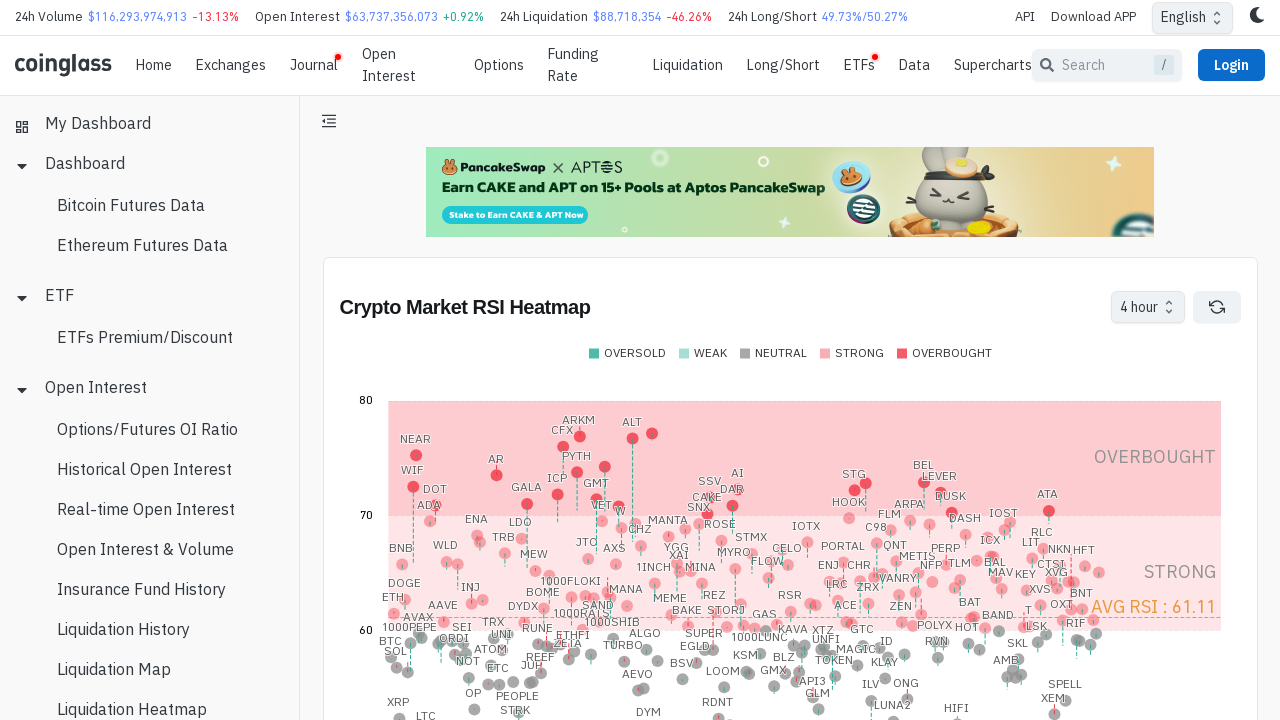 24h Volume $116,293,974,913 -13.13% Open Interest $63,737,356,073 +0.92% 24h Liquidation $88,718,354 -46.26% 24h Long/Short 49.73%/50.27% API Download APP English
coinglass Home Exchanges Journal Open Interest Options Funding Rate Liquidation Long/Short ETFs Data Supercharts Search / Login
My Dashboard
Dashboard
Bitcoin Futures Data
Ethereum Futures Data
ETF
ETFs Premium/Discount
Open Interest
Options/Futures OI Ratio
Historical Open Interest
Real-time Open Interest
Open Interest & Volume
Insurance Fund History
Liquidation History
Liquidation Map
Liquidation Heatmap
PancakeSwap × APTOS
Earn CAKE and APT on 15+ Pools at Aptos PancakeSwap
Stake to Earn CAKE & APT Now
Crypto Market RSI Heatmap
4 hour
OVERSOLD WEAK NEUTRAL STRONG OVERBOUGHT
80
ARKM
ALT
CFX
NEAR
OVERBOUGHT
PYTH
AR
BEL
WIF
AI
STG
ICP
LEVER
SSV
GMT
GALA
DOT
DAR
ATA
CAKE
DUSK
HOOK
ARPA
ADA
VET
SNX
W
70
FLM
IOST
ENA
MANTA
DASH
LDO
ROSE
IOTX
C98
CHZ
RLC
TRB
STMX
ICX
LIT
JTO
WLD
PORTAL
QNT
BNB
AXS
YGG
PERP
NKN
HFT
CELO
MEW
MYRO
XAI
METIS
FLOW
BAL
TLM
CTSI
ENJ
CHR
NFP
1INCH
MINA
STRONG
MAV
KEY
XVG
VANRY
1000FLOKI
DOGE
LRC
INJ
ZRX
MANA
XVS
BOME
REZ
RSR
ETH
MEME
BAT
OXT
ACE
ZEN
AAVE
DYDX
SAND
AVG RSI : 61.11
BAKE
STORJ
1000RATS
GAS
BAND
AVAX
TRX
1000SHIB
RIF
60
1000PEPE
SEI
RUNE
KAVA
XTZ
GTC
POLYX
HOT
LSK
UNI
ETHFI
ALGO
SUPER
1000LUNC
UNFI
BTC
ORDI
ZETA
TURBO
EGLD
ID
RVN
SKL
SOL
ATOM
MAGIC
NOT
REEF
BSV
KSM
BLZ
TOKEN
KLAY
AMB
ETC
JUP
AEVO
LOOM
GMX
API3
ILV
ONG
SPELL
OP
PEOPLE
GLM
XRP
RDNT
LUNA2
XEM
STRK
DYM
HIFI
LTC